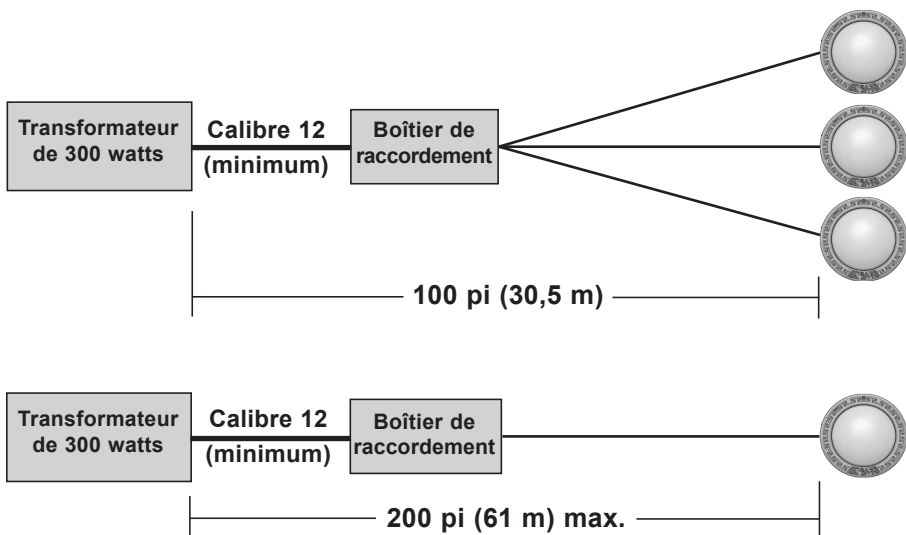 Transformateur
de 300 watts
Calibre 12
(minimum)
Boîtier de
raccordement
100 pi (30,5 m)
Transformateur
de 300 watts
Calibre 12
(minimum)
Boîtier de
raccordement
200 pi (61 m) max.